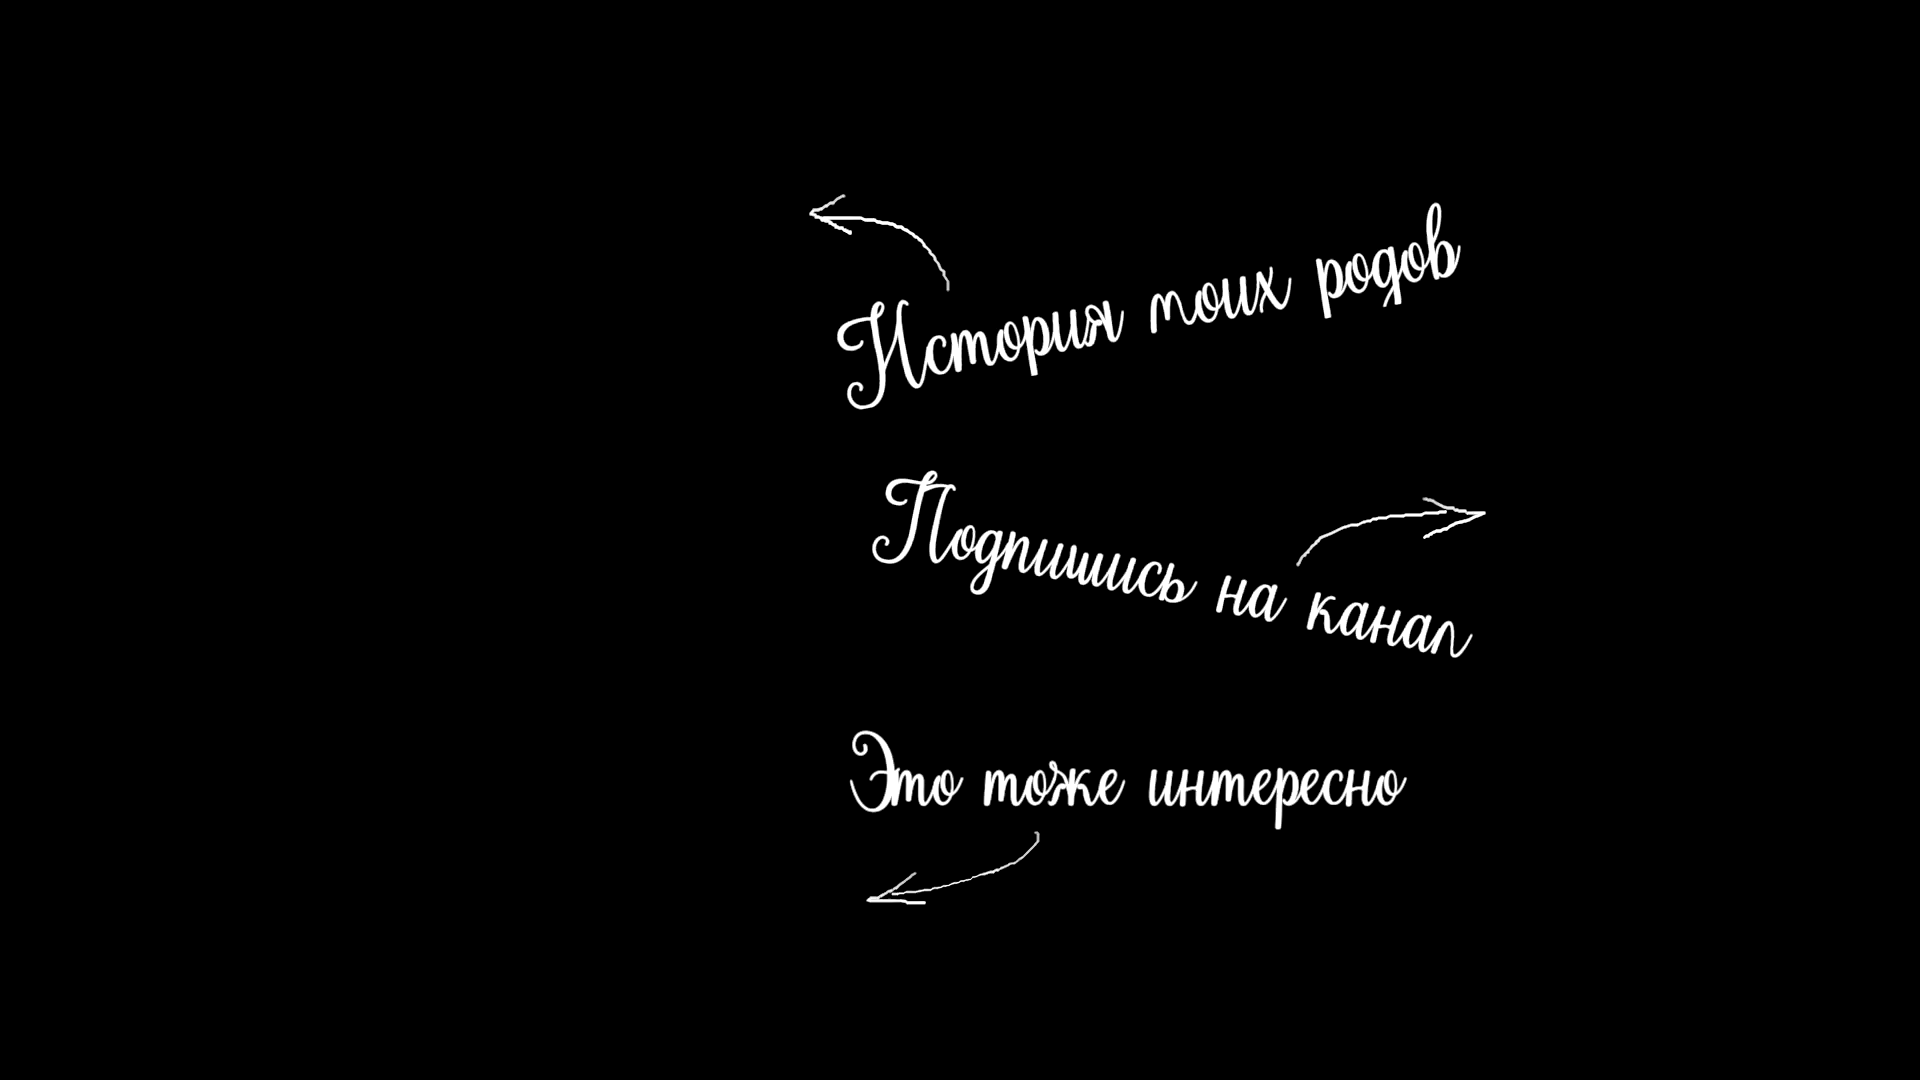 История моих родов
Подпишись на канал
Это тоже интересно